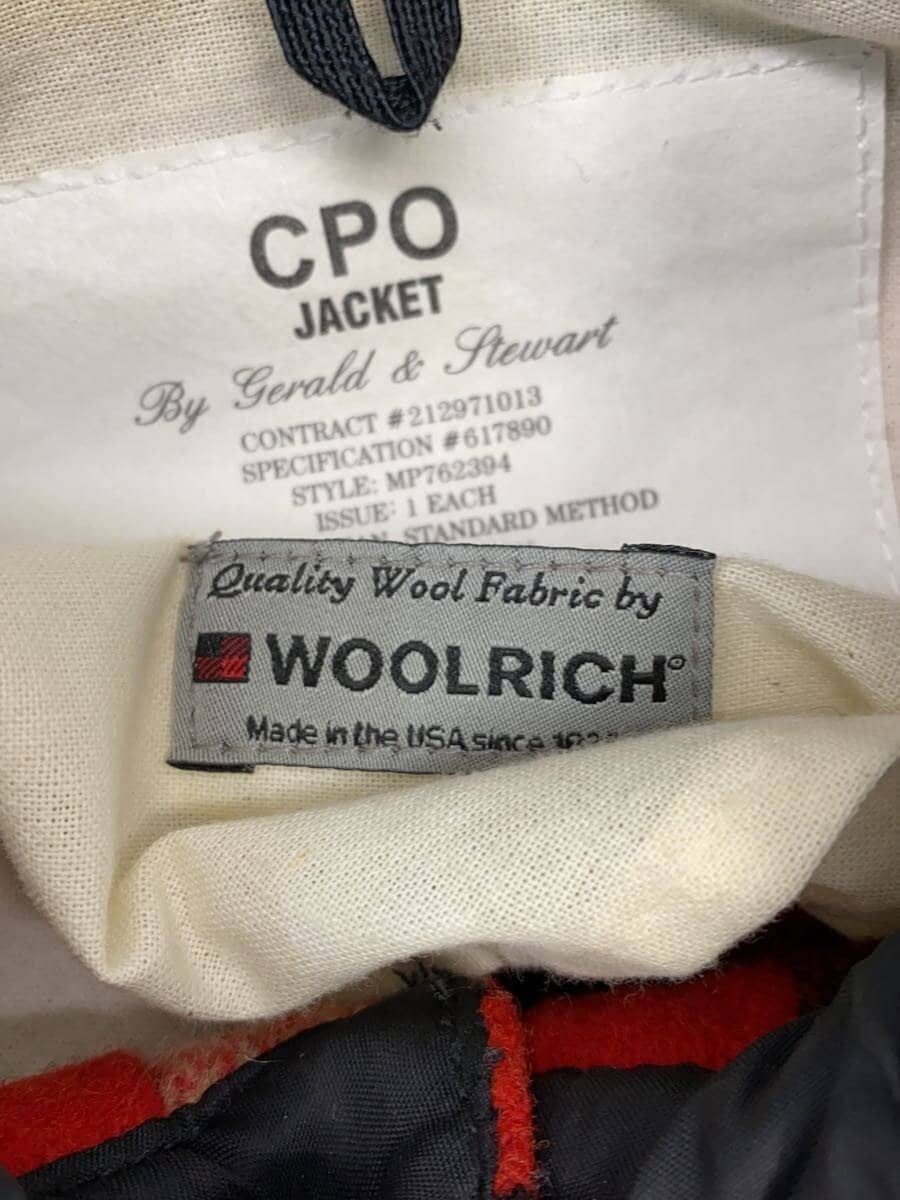 CPO
JACKET
By Gerald & Stewart
CONTRACT #212971013
SPECIFICATION #617890
STYLE: MP762394
ISSUE: 1 EACH
STANDARD METHOD
Quality Wool Fabric by
WOOLRICH®
Made in the USA since